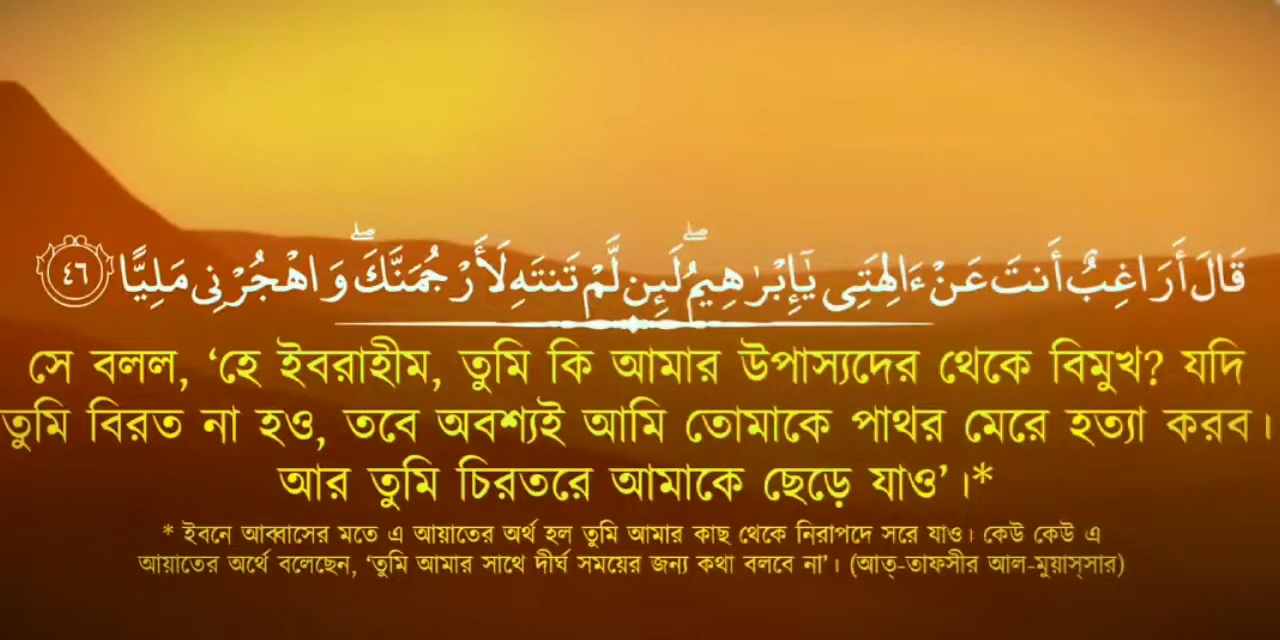 قَالَ أَرَاغِبٌ أَنتَ عَنْ ءَالِهَتِى يَٰٓإِبْرَٰهِيمُ ۖ لَئِن لَّمْ تَنتَهِ لَأَرْجُمَنَّكَ ۖ وَاهْجُرْنِى مَلِيًّا ٤٦
সে বলল, ‘হে ইবরাহীম, তুমি কি আমার উপাস্যদের থেকে বিমুখ? যদি
তুমি বিরত না হও, তবে অবশ্যই আমি তোমাকে পাথর মেরে হত্যা করব।
আর তুমি চিরতরে আমাকে ছেড়ে যাও’।*
* ইবনে আব্বাসের মতে এ আয়াতের অর্থ হল তুমি আমার কাছ থেকে নিরাপদে সরে যাও। কেউ কেউ এ
আয়াতের অর্থে বলেছেন, ‘তুমি আমার সাথে দীর্ঘ সময়ের জন্য কথা বলবে না’। (আত্-তাফসীর আল-মুয়াস্সার)